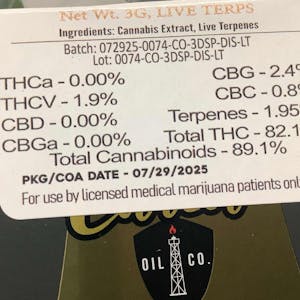 Net Wt. 3G, LIVE TERPS
Ingredients: Cannabis Extract, Live Terpenes
Batch: 072925-0074-CO-3DSP-DIS-LT
Lot: 0074-CO-3DSP-DIS-LT
THCa - 0.00% CBG - 2.4%
THCV - 1.9% CBC - 0.8%
CBD - 0.00% Terpenes - 1.95
CBGa - 0.00% Total THC - 82.1
Total Cannabinoids - 89.1%
PKG/COA DATE - 07/29/2025
For use by licensed medical marijuana patients onl
OIL CO.